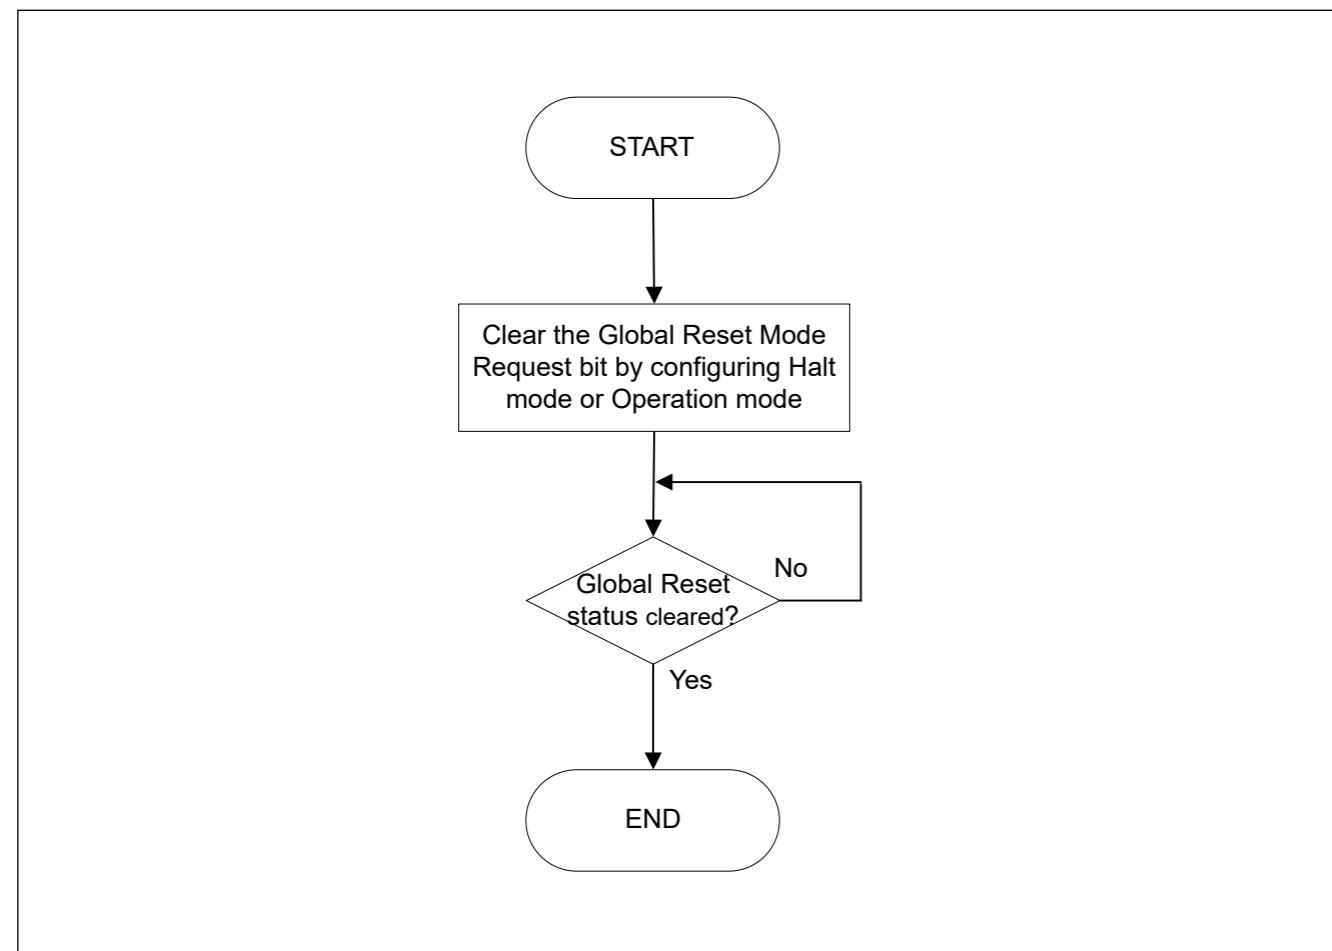 START
Clear the Global Reset Mode
Request bit by configuring Halt
mode or Operation mode
No
Global Reset
status cleared?
Yes
END